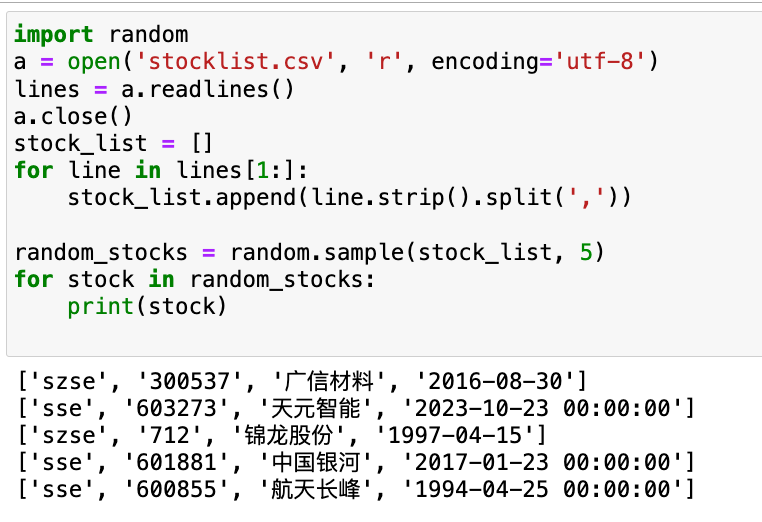 import random
a = open('stocklist.csv', 'r', encoding='utf-8')
lines = a.readlines()
a.close()
stock_list = []
for line in lines[1:]:
    stock_list.append(line.strip().split(','))

random_stocks = random.sample(stock_list, 5)
for stock in random_stocks:
    print(stock)

['szse', '300537', '广信材料', '2016-08-30']
['sse', '603273', '天元智能', '2023-10-23 00:00:00']
['szse', '712', '锦龙股份', '1997-04-15']
['sse', '601881', '中国银河', '2017-01-23 00:00:00']
['sse', '600855', '航天长峰', '1994-04-25 00:00:00']